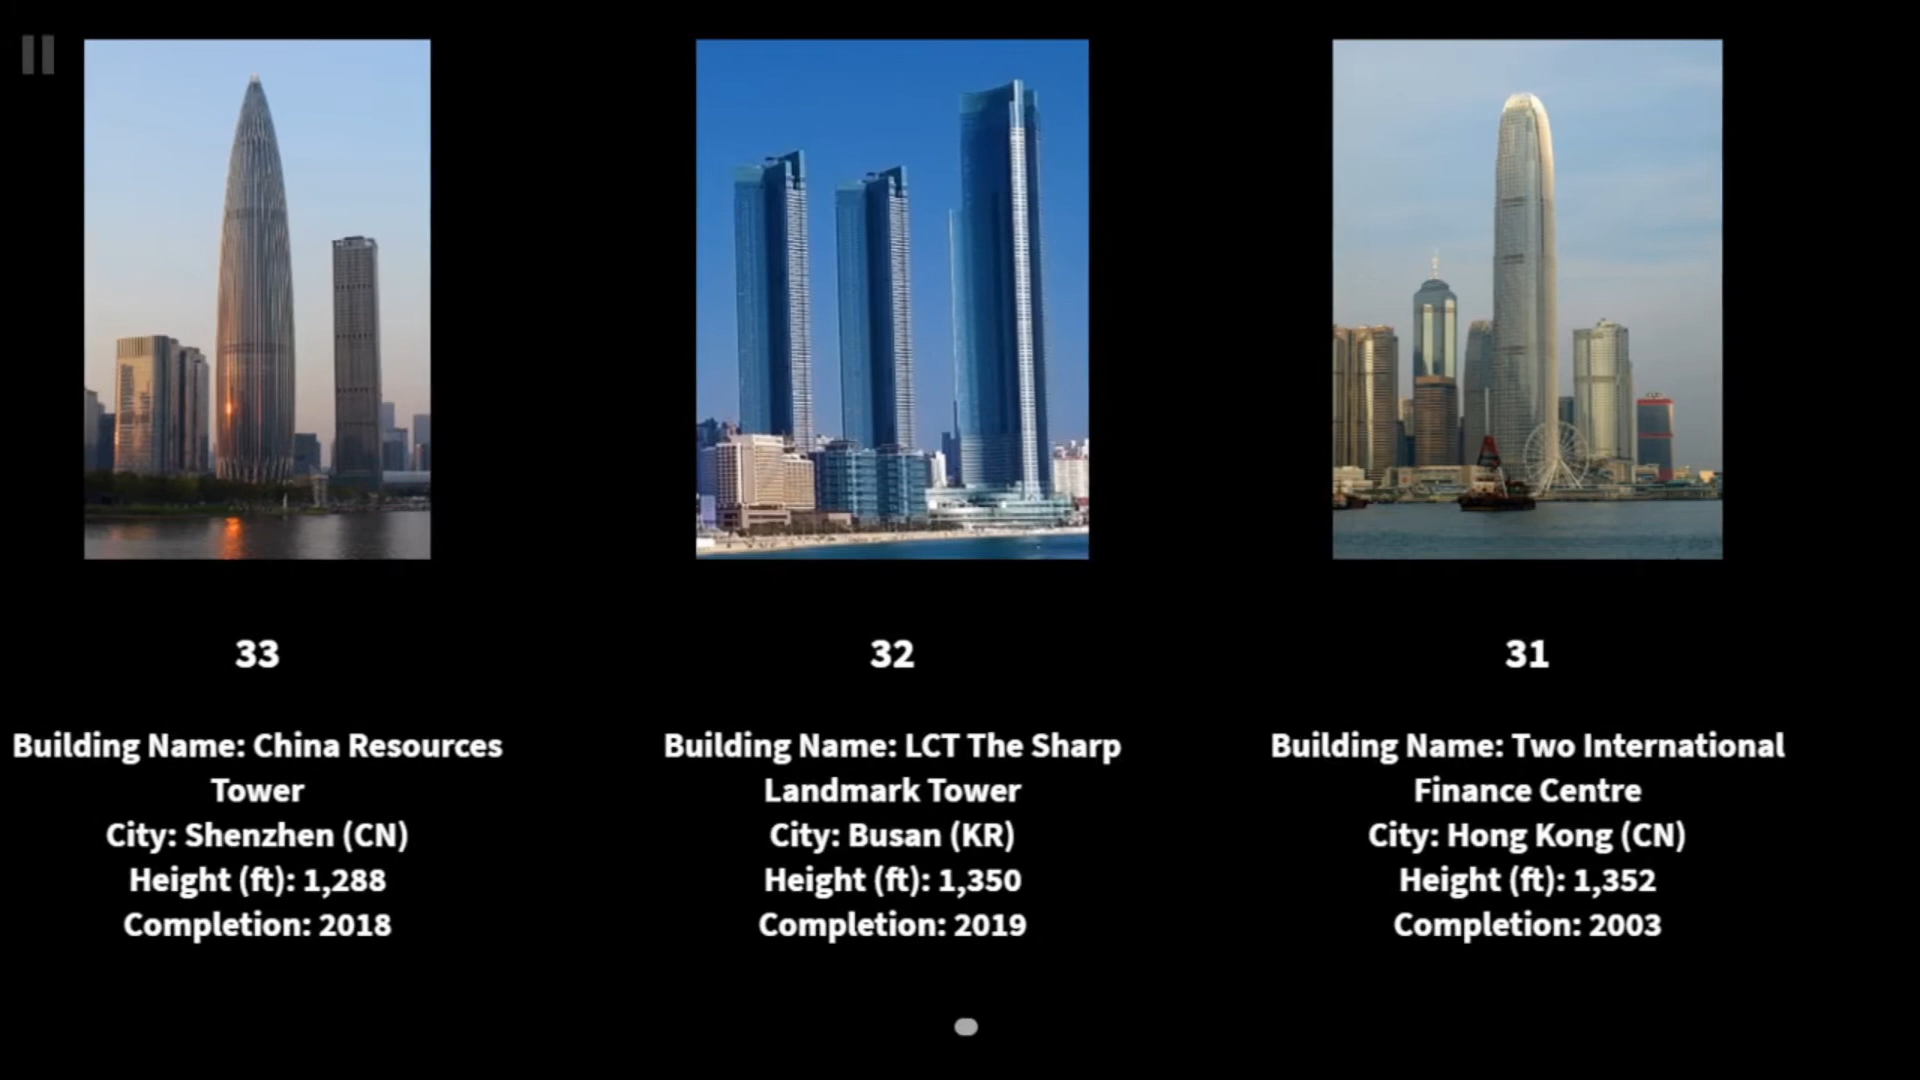 33
Building Name: China Resources
Tower
City: Shenzhen (CN)
Height (ft): 1,288
Completion: 2018
32
Building Name: LCT The Sharp
Landmark Tower
City: Busan (KR)
Height (ft): 1,350
Completion: 2019
31
Building Name: Two International
Finance Centre
City: Hong Kong (CN)
Height (ft): 1,352
Completion: 2003